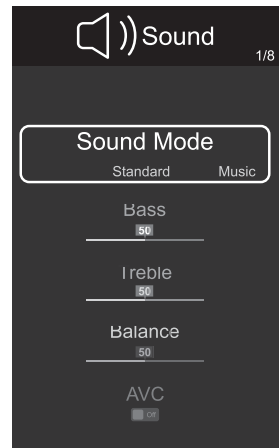 Sound
1/8
Sound Mode
Standard Music
Bass
50
Treble
50
Balance
50
AVC
Off